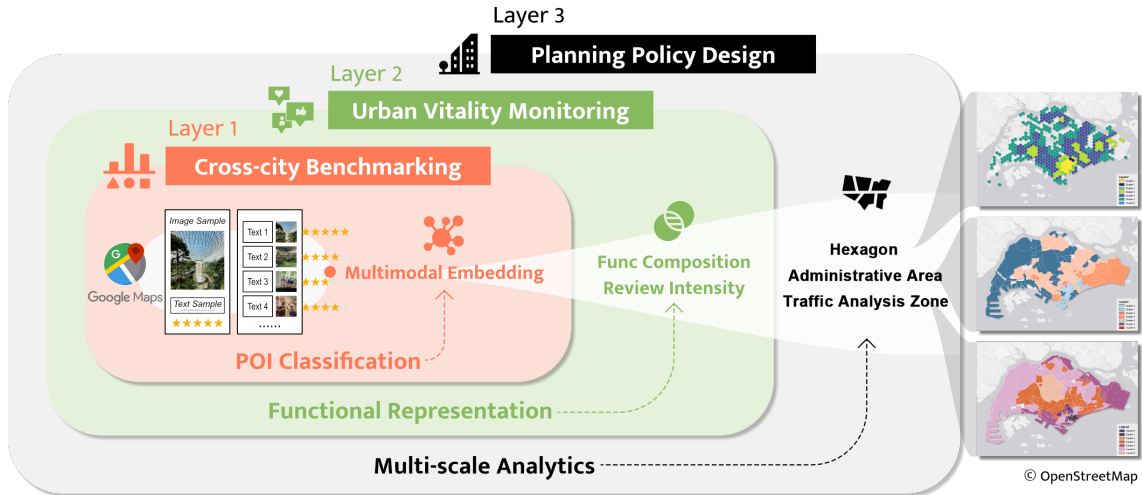 Layer 3
Planning Policy Design
Layer 2
Urban Vitality Monitoring
Layer 1
Cross-city Benchmarking
Image Sample
Text Sample
Text 1
Text 2
Text 3
Text 4
......
G
Google Maps
Multimodal Embedding
POI Classification
Func Composition
Review Intensity
Functional Representation
Hexagon
Administrative Area
Traffic Analysis Zone
Multi-scale Analytics
© OpenStreetMap